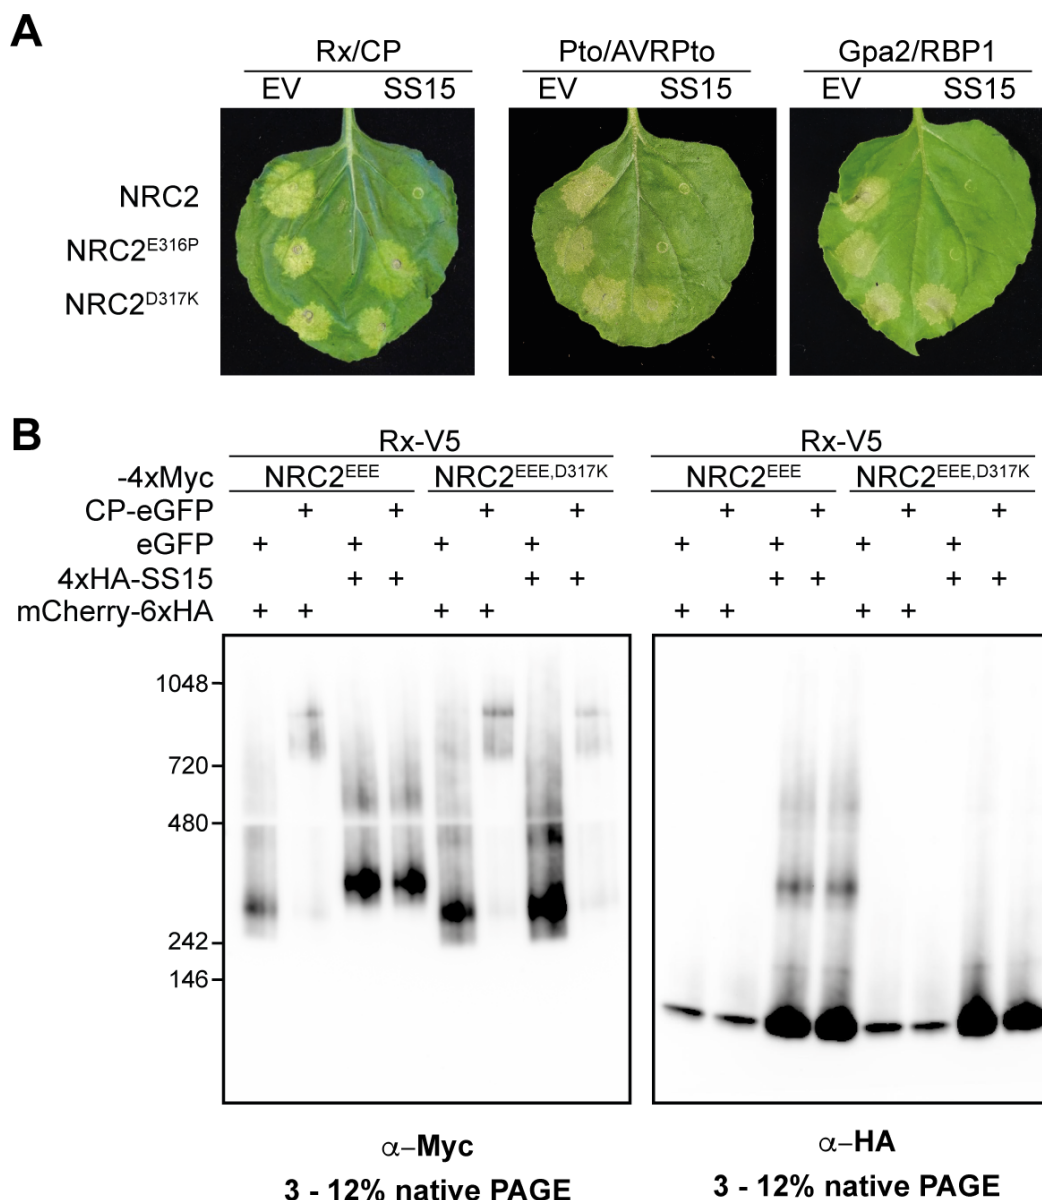 A
Rx/CP Pto/AVRPto Gpa2/RBP1
EV SS15 EV SS15 EV SS15
NRC2
NRC2E316P
NRC2D317K
B
Rx-V5 Rx-V5
-4xMyc NRC2EEE NRC2EEE,D317K NRC2EEE NRC2EEE,D317K
CP-eGFP + + + + + + + +
eGFP + + + + + + + +
4xHA-SS15 + + + + + + + +
mCherry-6xHA + + + + + + + +
1048
720
480
242
146
α–Myc α–HA
3 - 12% native PAGE 3 - 12% native PAGE